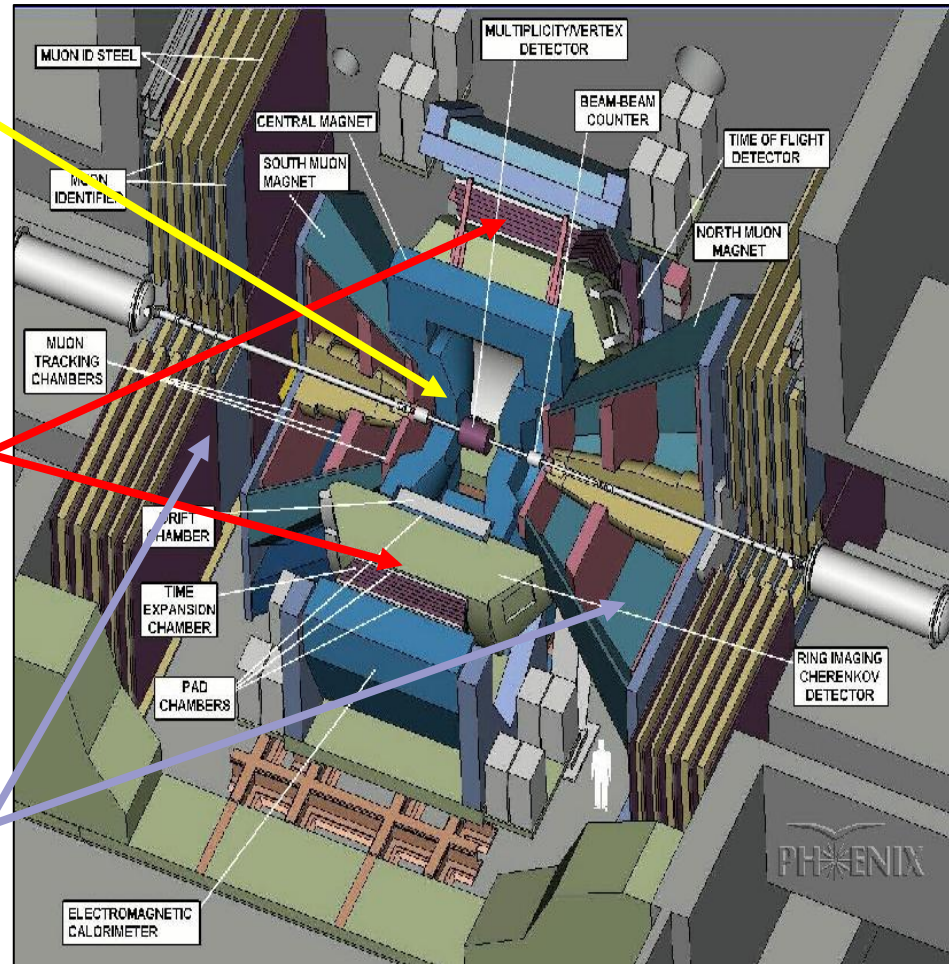 MULTIPLICITY/VERTEX
DETECTOR
MUON ID STEEL
BEAM-BEAM
COUNTER
CENTRAL MAGNET
TIME OF FLIGHT
DETECTOR
SOUTH MUON
MAGNET
MUON
IDENTIFIER
NORTH MUON
MAGNET
MUON
TRACKING
CHAMBERS
DRIFT
CHAMBER
TIME
EXPANSION
CHAMBER
RING IMAGING
CHERENKOV
DETECTOR
PAD
CHAMBERS
PHENIX
ELECTROMAGNETIC
CALORIMETER